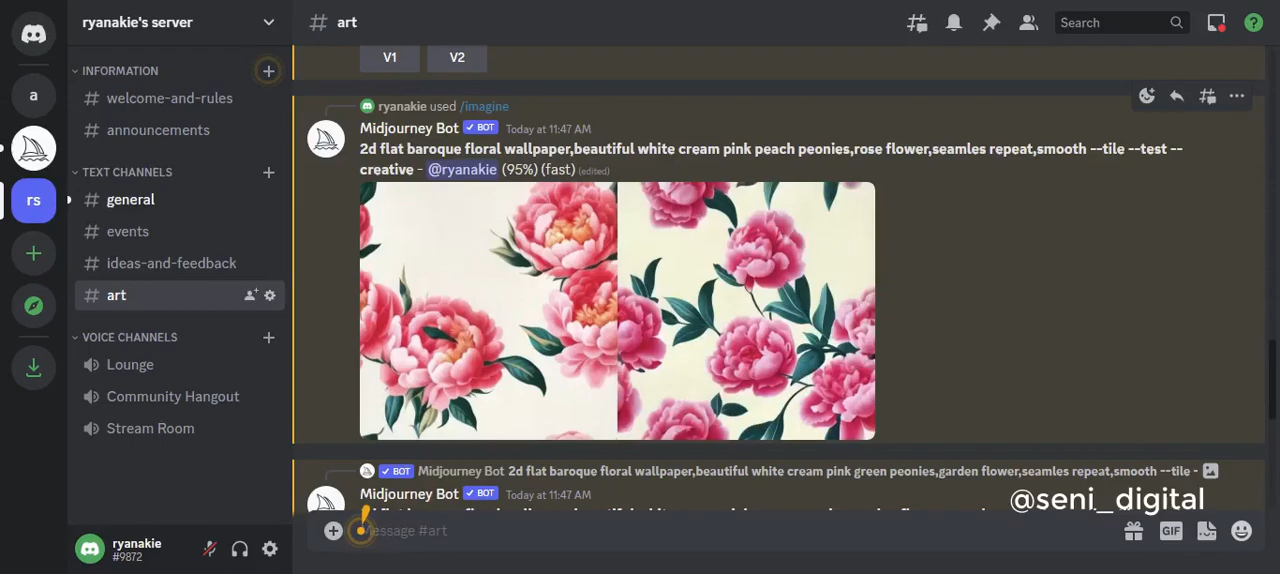 ryanakie's server
# art
Search
a
rs
INFORMATION
# welcome-and-rules
# announcements
TEXT CHANNELS
# general
# events
# ideas-and-feedback
# art
VOICE CHANNELS
Lounge
Community Hangout
Stream Room
ryanakie
#9872
V1 V2
ryanakie used /imagine
Midjourney Bot ✓ BOT Today at 11:47 AM
2d flat baroque floral wallpaper,beautiful white cream pink peach peonies,rose flower,seamles repeat,smooth --tile --test --
creative - @ryanakie (95%) (fast) (edited)
✓ BOT Midjourney Bot 2d flat baroque floral wallpaper,beautiful white cream pink green peonies,garden flower,seamles repeat,smooth --tile -
Midjourney Bot ✓ BOT Today at 11:47 AM
@seni_digital
Message #art
GIF